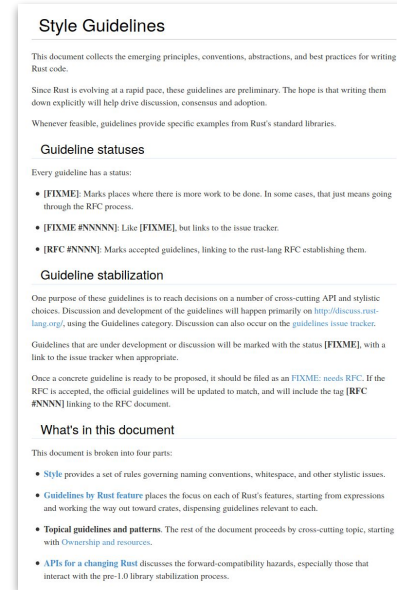 Style Guidelines
This document collects the emerging principles, conventions, abstractions, and best practices for writing
Rust code.
Since Rust is evolving at a rapid pace, these guidelines are preliminary. The hope is that writing them
down explicitly will help drive discussion, consensus and adoption.
Whenever feasible, guidelines provide specific examples from Rust's standard libraries.
Guideline statuses
Every guideline has a status:
• [FIXME]: Marks places where there is more work to be done. In some cases, that just means going
through the RFC process.
• [FIXME #NNNNN]: Like [FIXME], but links to the issue tracker.
• [RFC #NNNN]: Marks accepted guidelines, linking to the rust-lang RFC establishing them.
Guideline stabilization
One purpose of these guidelines is to reach decisions on a number of cross-cutting API and stylistic
choices. Discussion and development of the guidelines will happen primarily on http://discuss.rust-
lang.org/, using the Guidelines category. Discussion can also occur on the guidelines issue tracker.
Guidelines that are under development or discussion will be marked with the status [FIXME], with a
link to the issue tracker when appropriate.
Once a concrete guideline is ready to be proposed, it should be filed as an FIXME: needs RFC. If the
RFC is accepted, the official guidelines will be updated to match, and will include the tag [RFC
#NNNN] linking to the RFC document.
What's in this document
This document is broken into four parts:
• Style provides a set of rules governing naming conventions, whitespace, and other stylistic issues.
• Guidelines by Rust feature places the focus on each of Rust's features, starting from expressions
and working the way out toward crates, dispensing guidelines relevant to each.
• Topical guidelines and patterns. The rest of the document proceeds by cross-cutting topic, starting
with Ownership and resources.
• APIs for a changing Rust discusses the forward-compatibility hazards, especially those that
interact with the pre-1.0 library stabilization process.